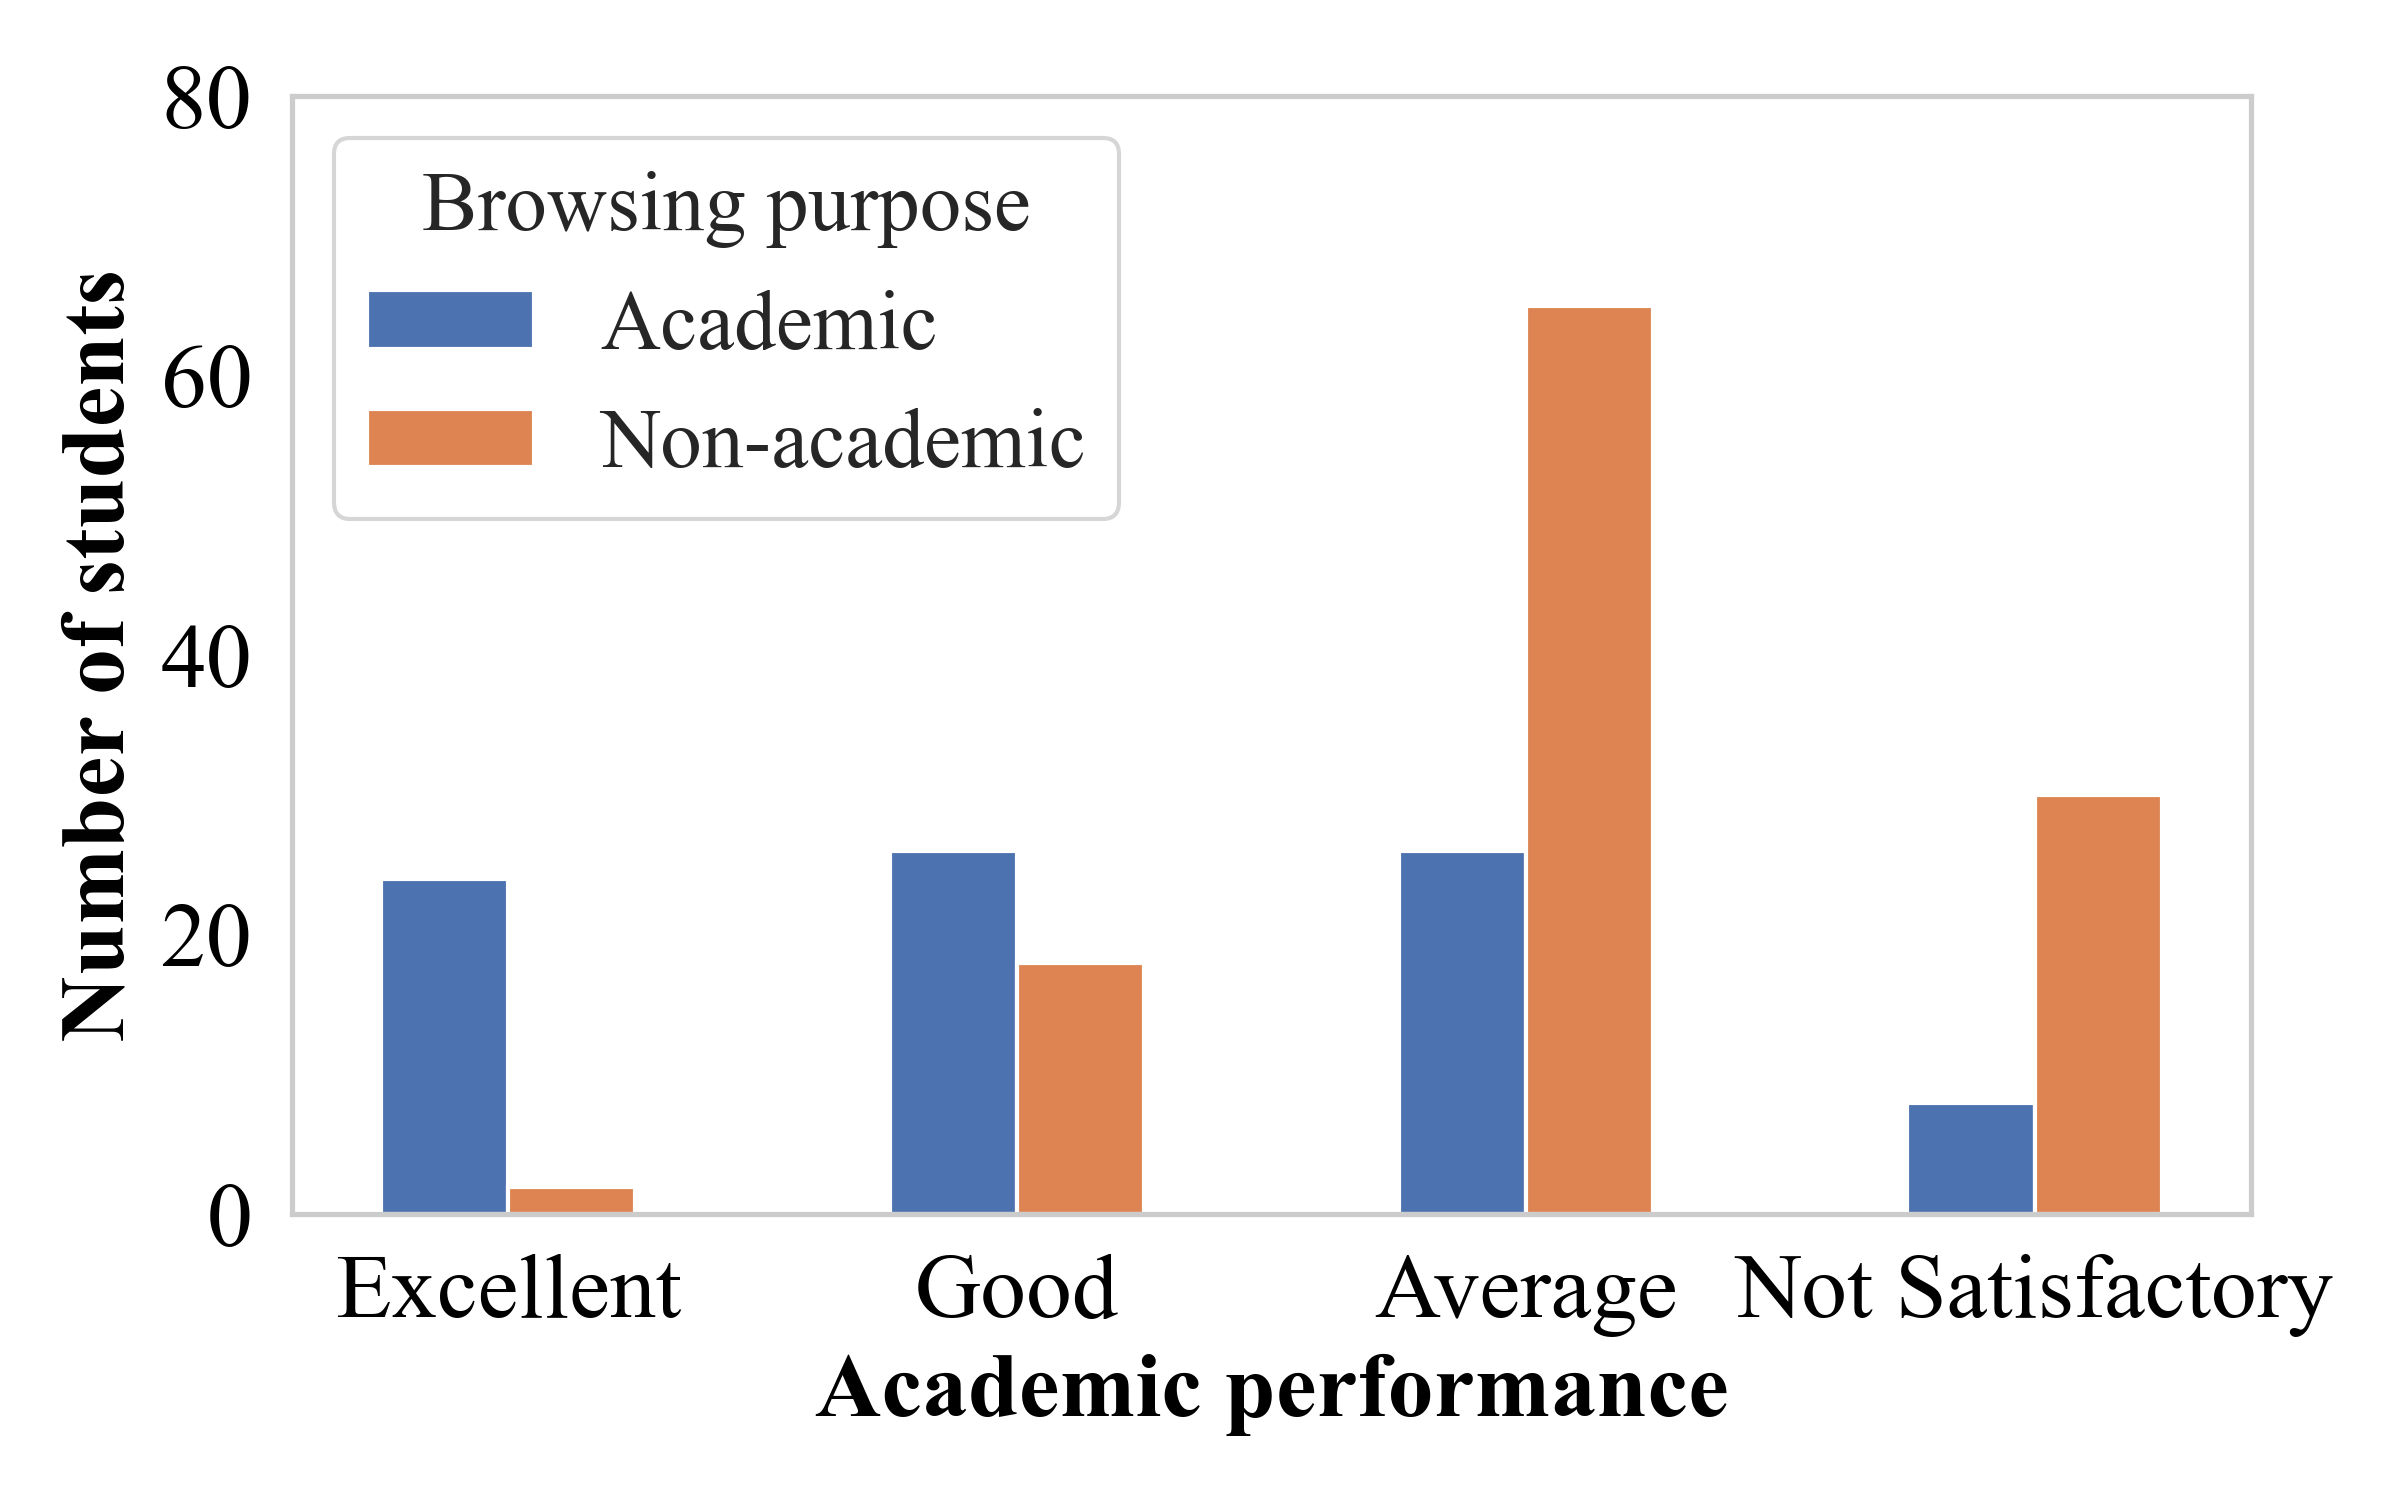 80
60
40
20
0
Number of students
Browsing purpose
Academic
Non-academic
Excellent Good Average Not Satisfactory
Academic performance